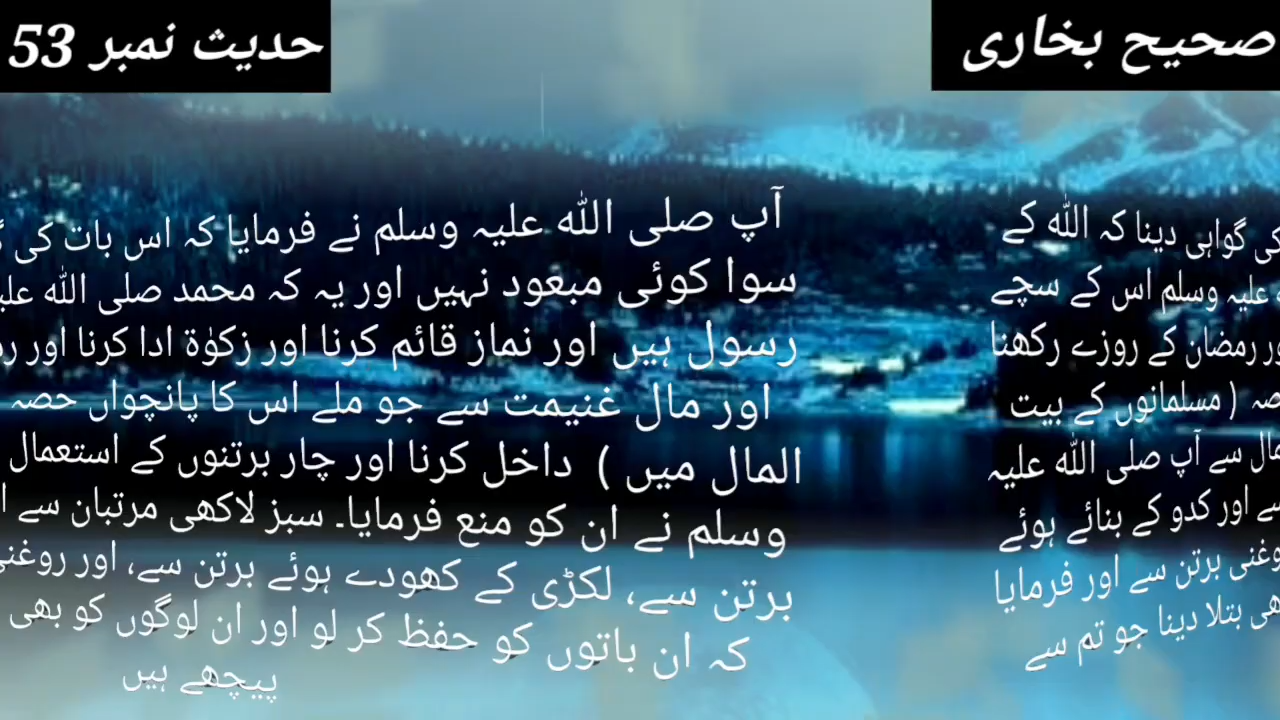 صحیح بخاری
حدیث نمبر 53
کی گواہی دینا کہ اللہ کے
علیہ وسلم اس کے سچے
رمضان کے روزے رکھنا
( مسلمانوں کے بیت
سے آپ صلی اللہ علیہ
اور کدو کے بنائے ہوئے
برتن سے اور فرمایا
بتلا دینا جو تم سے
آپ صلی اللہ علیہ وسلم نے فرمایا کہ اس بات کی
سوا کوئی مبعود نہیں اور یہ کہ محمد صلی اللہ
رسول ہیں اور نماز قائم کرنا اور زکوٰۃ ادا کرنا اور
اور مال غنیمت سے جو ملے اس کا پانچواں حصہ
المال میں ) داخل کرنا اور چار برتنوں کے استعمال
وسلم نے ان کو منع فرمایا۔ سبز لاکھی مرتبان سے
برتن سے، لکڑی کے کھودے ہوئے برتن سے، اور
کہ ان باتوں کو حفظ کر لو اور ان لوگوں کو بھی
پیچھے ہیں